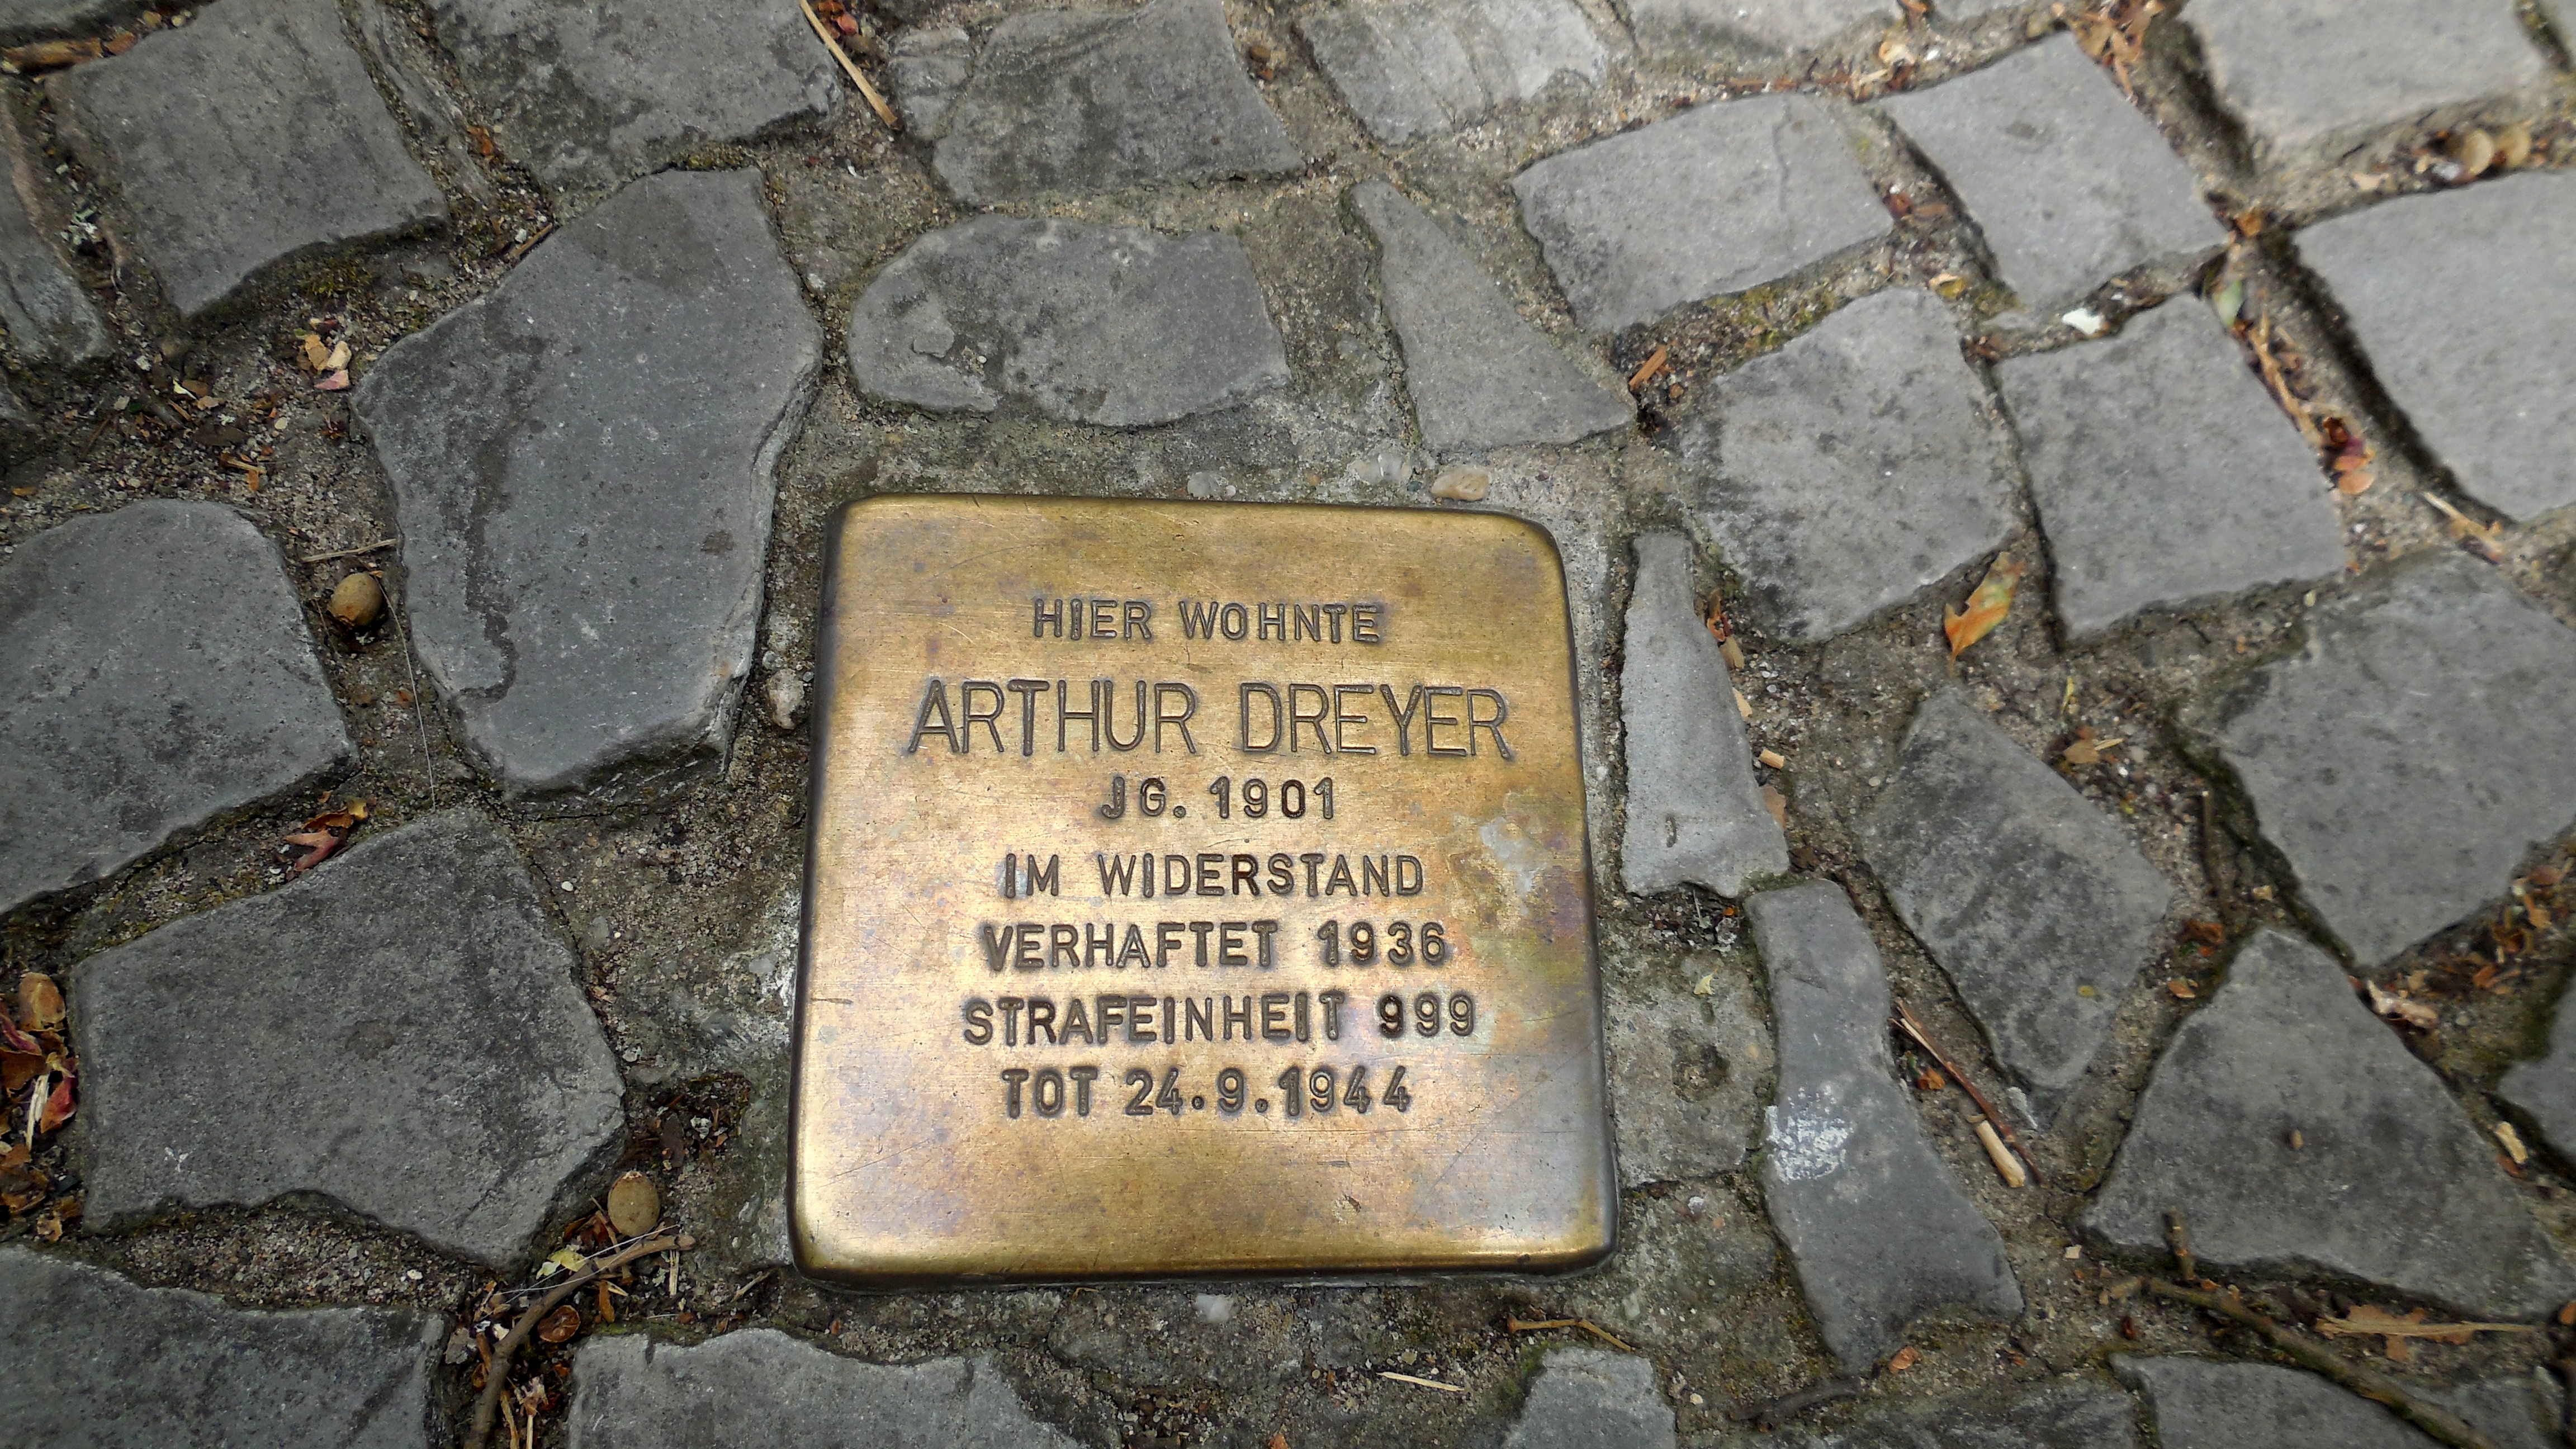 HIER WOHNTE
ARTHUR DREYER
JG. 1901
IM WIDERSTAND
VERHAFTET 1936
STRAFEINHEIT 999
TOT 24.9.1944